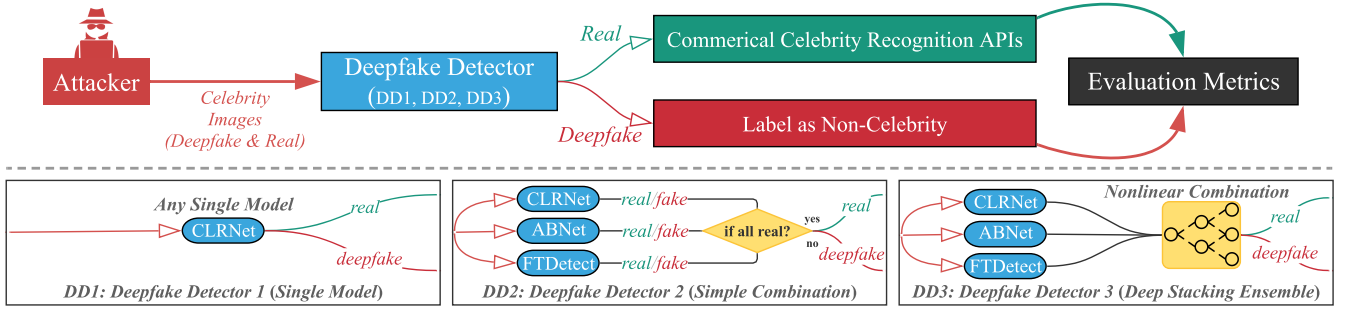 Attacker
Celebrity
Images
(Deepfake & Real)
Deepfake Detector
(DD1, DD2, DD3)
Real
Deepfake
Commerical Celebrity Recognition APIs
Label as Non-Celebrity
Evaluation Metrics
Any Single Model
CLRNet
real
deepfake
DD1: Deepfake Detector 1 (Single Model)
CLRNet
real/fake
ABNet
real/fake
FTDetect
real/fake
if all real?
yes
no
real
deepfake
DD2: Deepfake Detector 2 (Simple Combination)
Nonlinear Combination
CLRNet
ABNet
FTDetect
real
deepfake
DD3: Deepfake Detector 3 (Deep Stacking Ensemble)